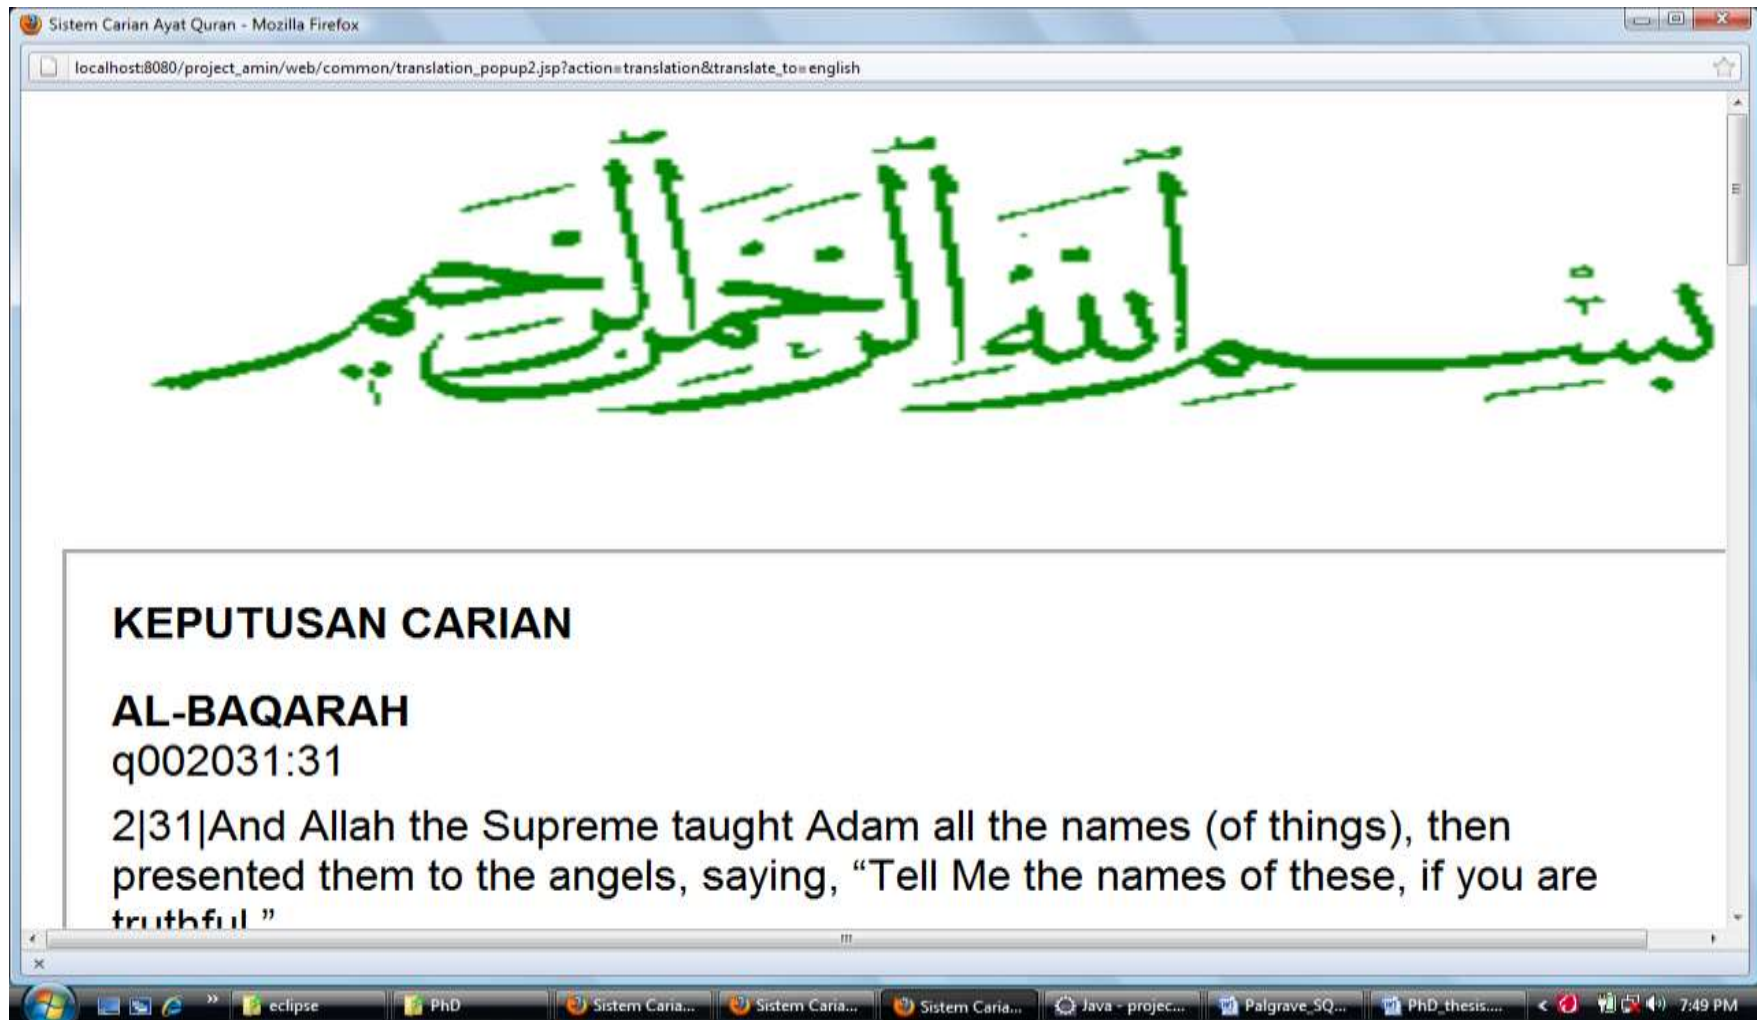 Sistem Carian Ayat Quran - Mozilla Firefox
localhost:8080/project_amin/web/common/translation_popup2.jsp?action=translation&translate_to=english
بسم الله الرحمن الرحيم
KEPUTUSAN CARIAN
AL-BAQARAH
q002031:31
2|31|And Allah the Supreme taught Adam all the names (of things), then
presented them to the angels, saying, “Tell Me the names of these, if you are
truthful.”
eclipse PhD Sistem Caria... Sistem Caria... Sistem Caria... Java - projec... Palgrave_SQ... PhD_thesis.... 7:49 PM